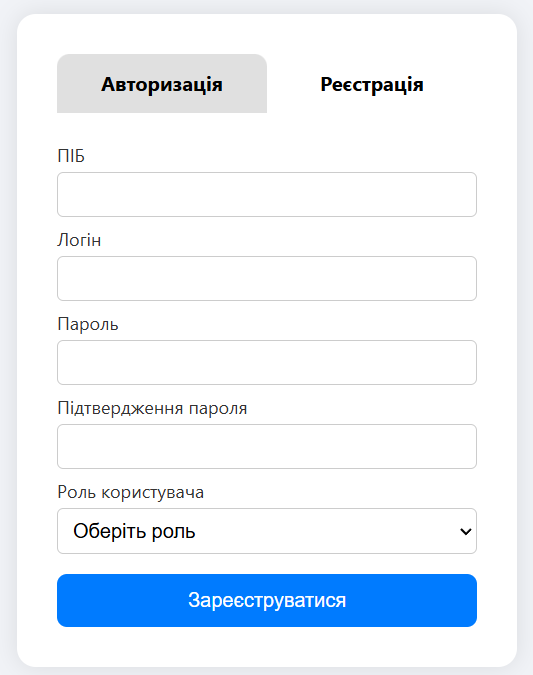 Авторизація Реєстрація
ПІБ
Логін
Пароль
Підтвердження пароля
Роль користувача
Оберіть роль
Зареєструватися